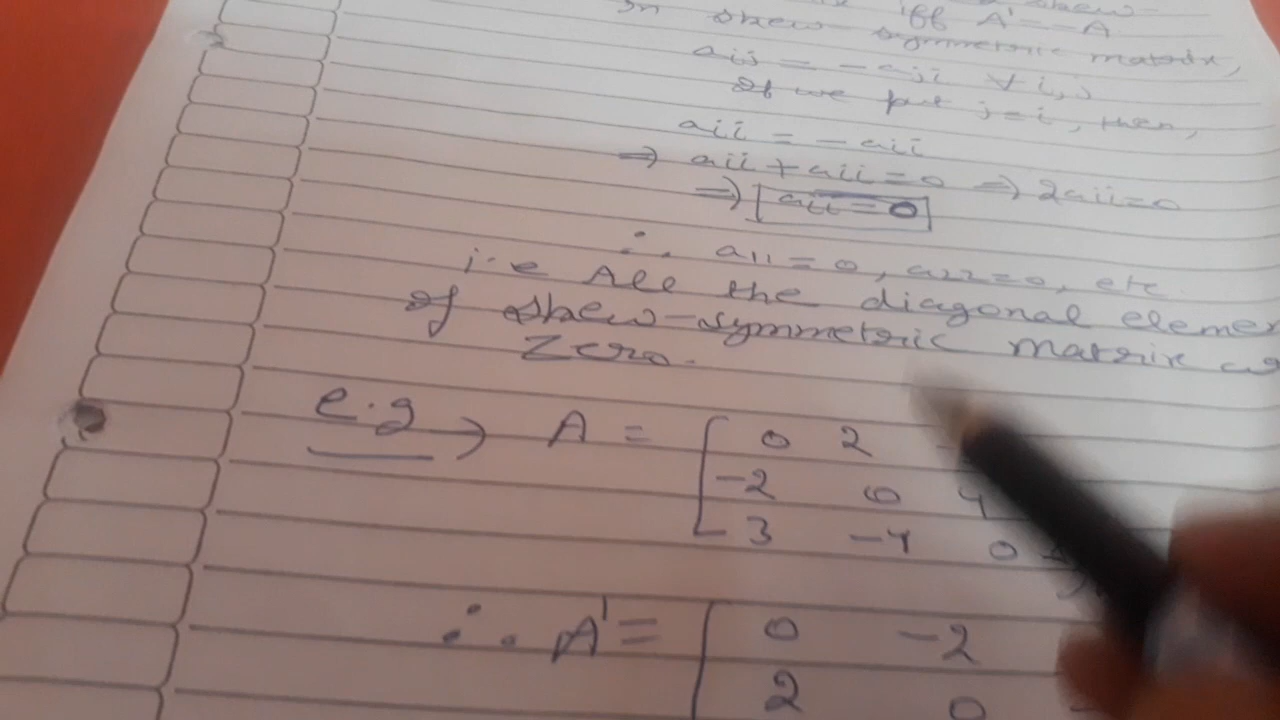 skew-
iff A' = -A
In skew symmetric matrix,
aij = -aji ∀ i, j
If we put j=i, then,
aii = -aii
⇒ aii + aii = 0 ⇒ 2aii=0
⇒ aii = 0
∴ a11 = 0, a22=0, etc
i.e All the diagonal elemen
of skew-symmetric matrix
zero.
e.g → A = [ 0 2
-2 0 4
3 -4 0
∴ A' = [ 0 -2
2 0